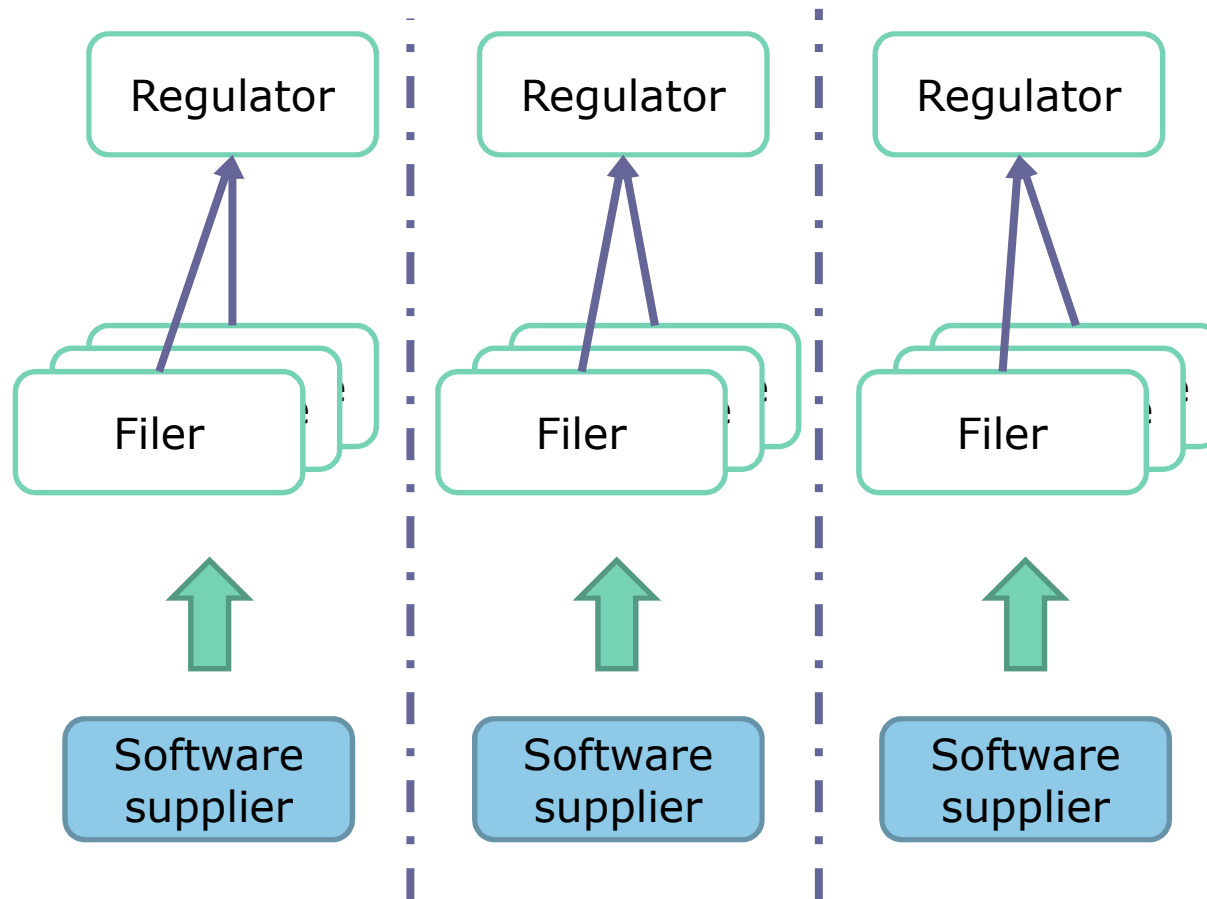 Regulator
Regulator
Regulator
Filer
Filer
Filer
Software
supplier
Software
supplier
Software
supplier